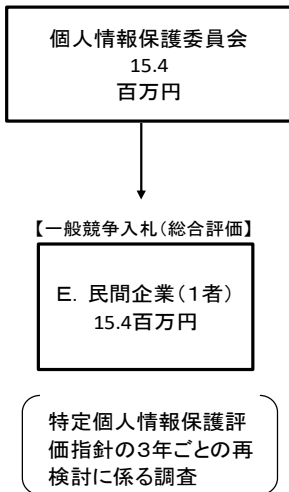 個人情報保護委員会
15.4
百万円
【一般競争入札(総合評価】
E. 民間企業(1者)
15.4百万円
特定個人情報保護評
価指針の3年ごとの再
検討に係る調査